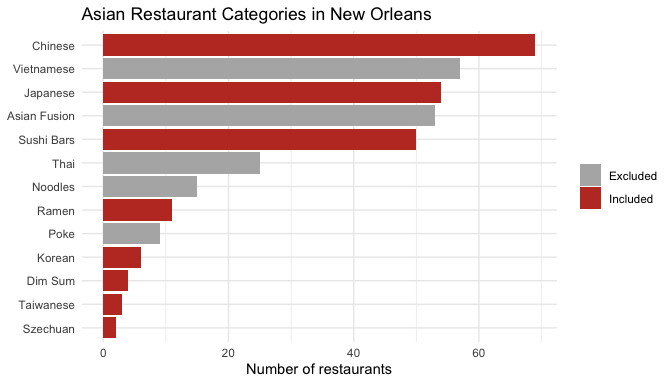 Asian Restaurant Categories in New Orleans
Chinese
Vietnamese
Japanese
Asian Fusion
Sushi Bars
Thai
Noodles
Ramen
Poke
Korean
Dim Sum
Taiwanese
Szechuan
0 20 40 60
Number of restaurants
Excluded
Included